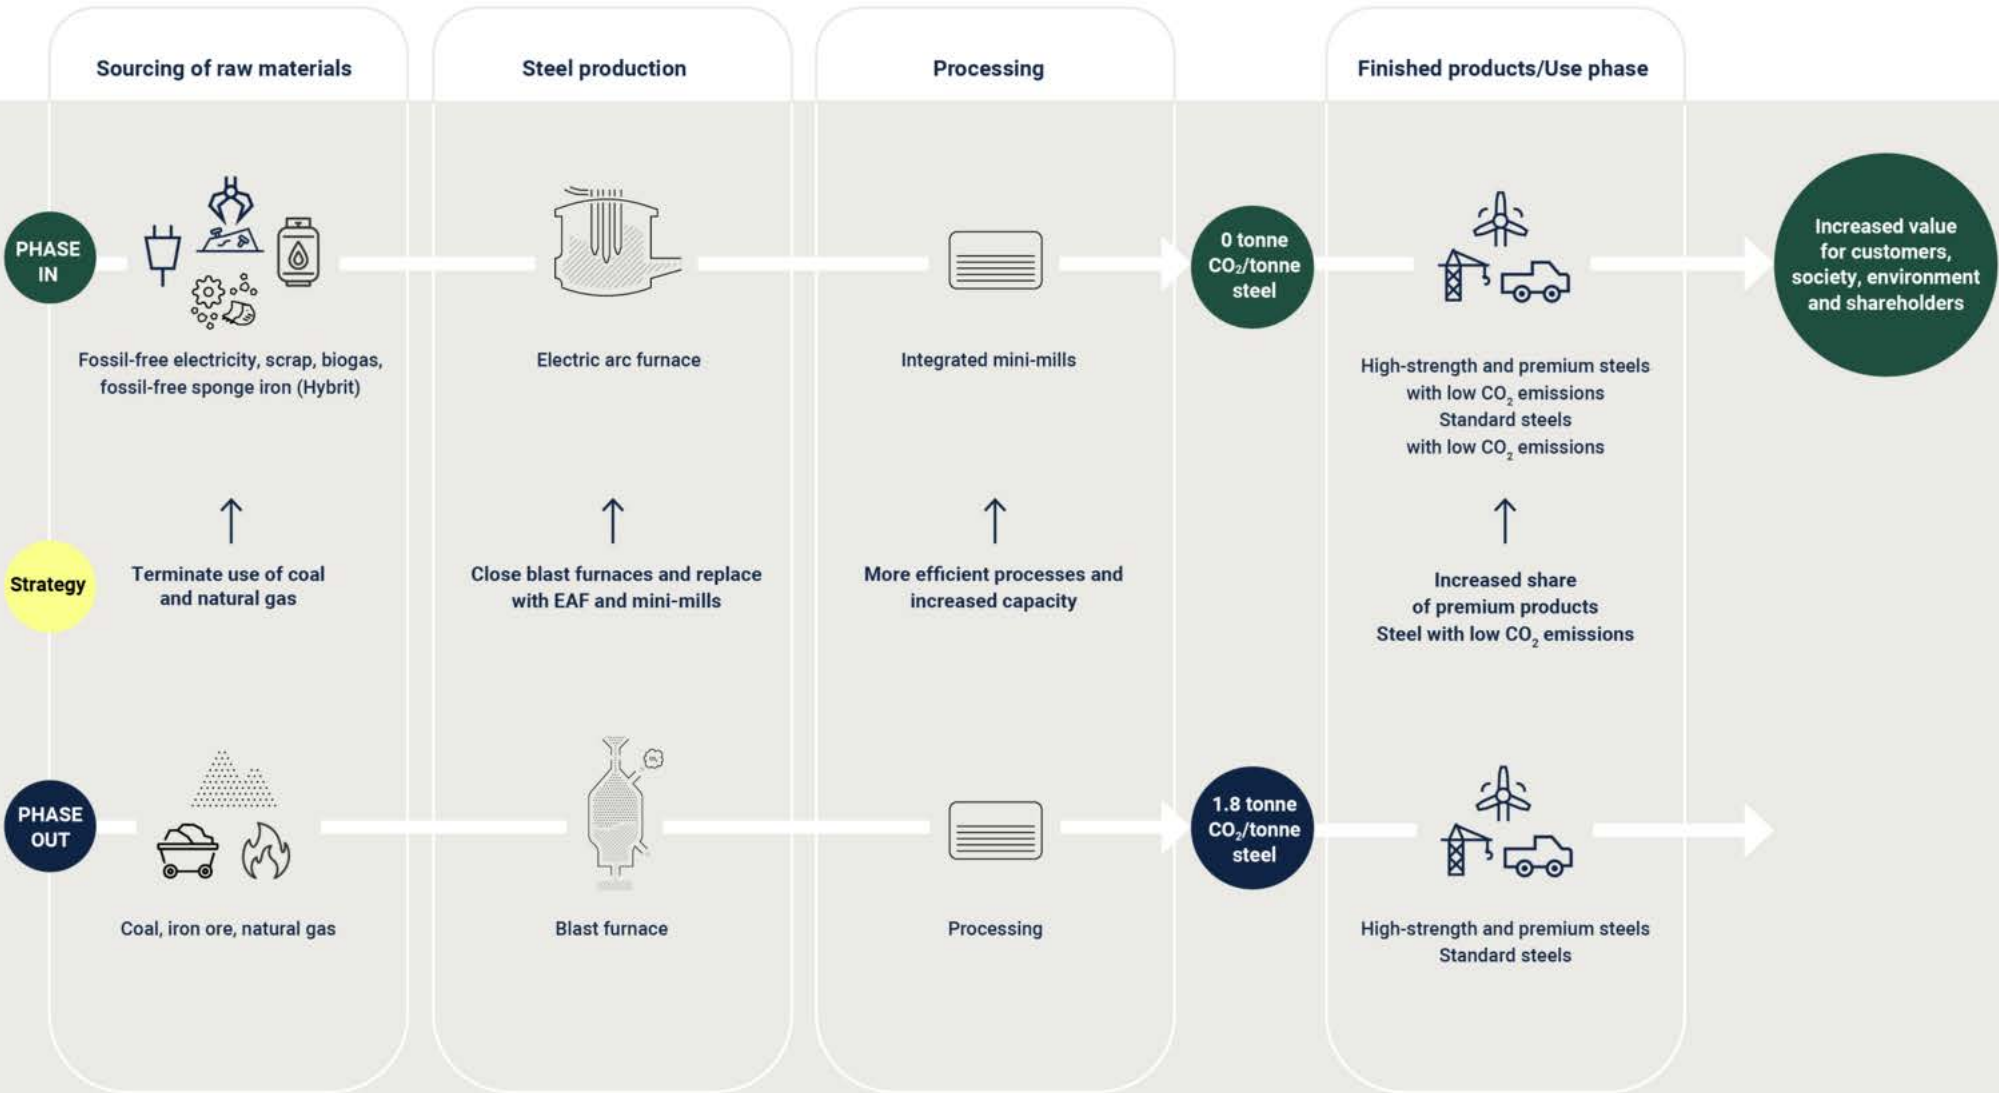 Sourcing of raw materials
Steel production
Processing
Finished products/Use phase
PHASE
IN
Fossil-free electricity, scrap, biogas,
fossil-free sponge iron (Hybrit)
Electric arc furnace
Integrated mini-mills
0 tonne
CO₂/tonne
steel
High-strength and premium steels
with low CO₂ emissions
Standard steels
with low CO₂ emissions
Increased value
for customers,
society, environment
and shareholders
Strategy
Terminate use of coal
and natural gas
Close blast furnaces and replace
with EAF and mini-mills
More efficient processes and
increased capacity
Increased share
of premium products
Steel with low CO₂ emissions
PHASE
OUT
Coal, iron ore, natural gas
Blast furnace
Processing
1.8 tonne
CO₂/tonne
steel
High-strength and premium steels
Standard steels